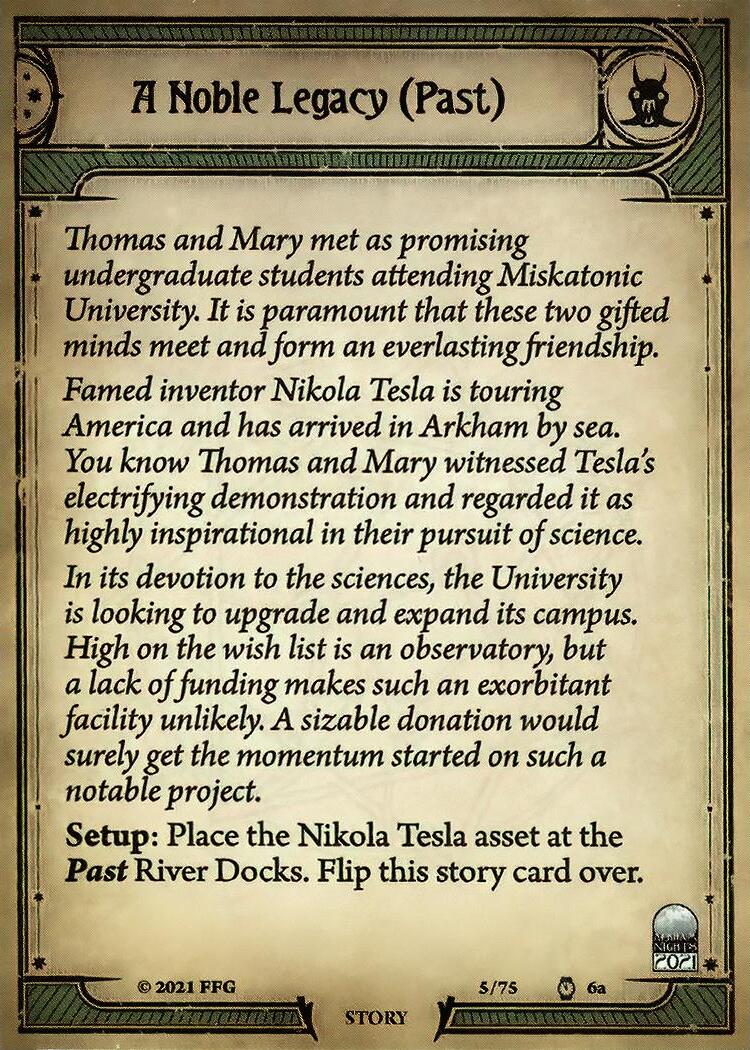 A Noble Legacy (Past)
Thomas and Mary met as promising
undergraduate students attending Miskatonic
University. It is paramount that these two gifted
minds meet and form an everlasting friendship.
Famed inventor Nikola Tesla is touring
America and has arrived in Arkham by sea.
You know Thomas and Mary witnessed Tesla's
electrifying demonstration and regarded it as
highly inspirational in their pursuit of science.
In its devotion to the sciences, the University
is looking to upgrade and expand its campus.
High on the wish list is an observatory, but
a lack of funding makes such an exorbitant
facility unlikely. A sizable donation would
surely get the momentum started on such a
notable project.
Setup: Place the Nikola Tesla asset at the
Past River Docks. Flip this story card over.
ARKHAM
NIGHTS
2021
© 2021 FFG 5/75 6a
STORY